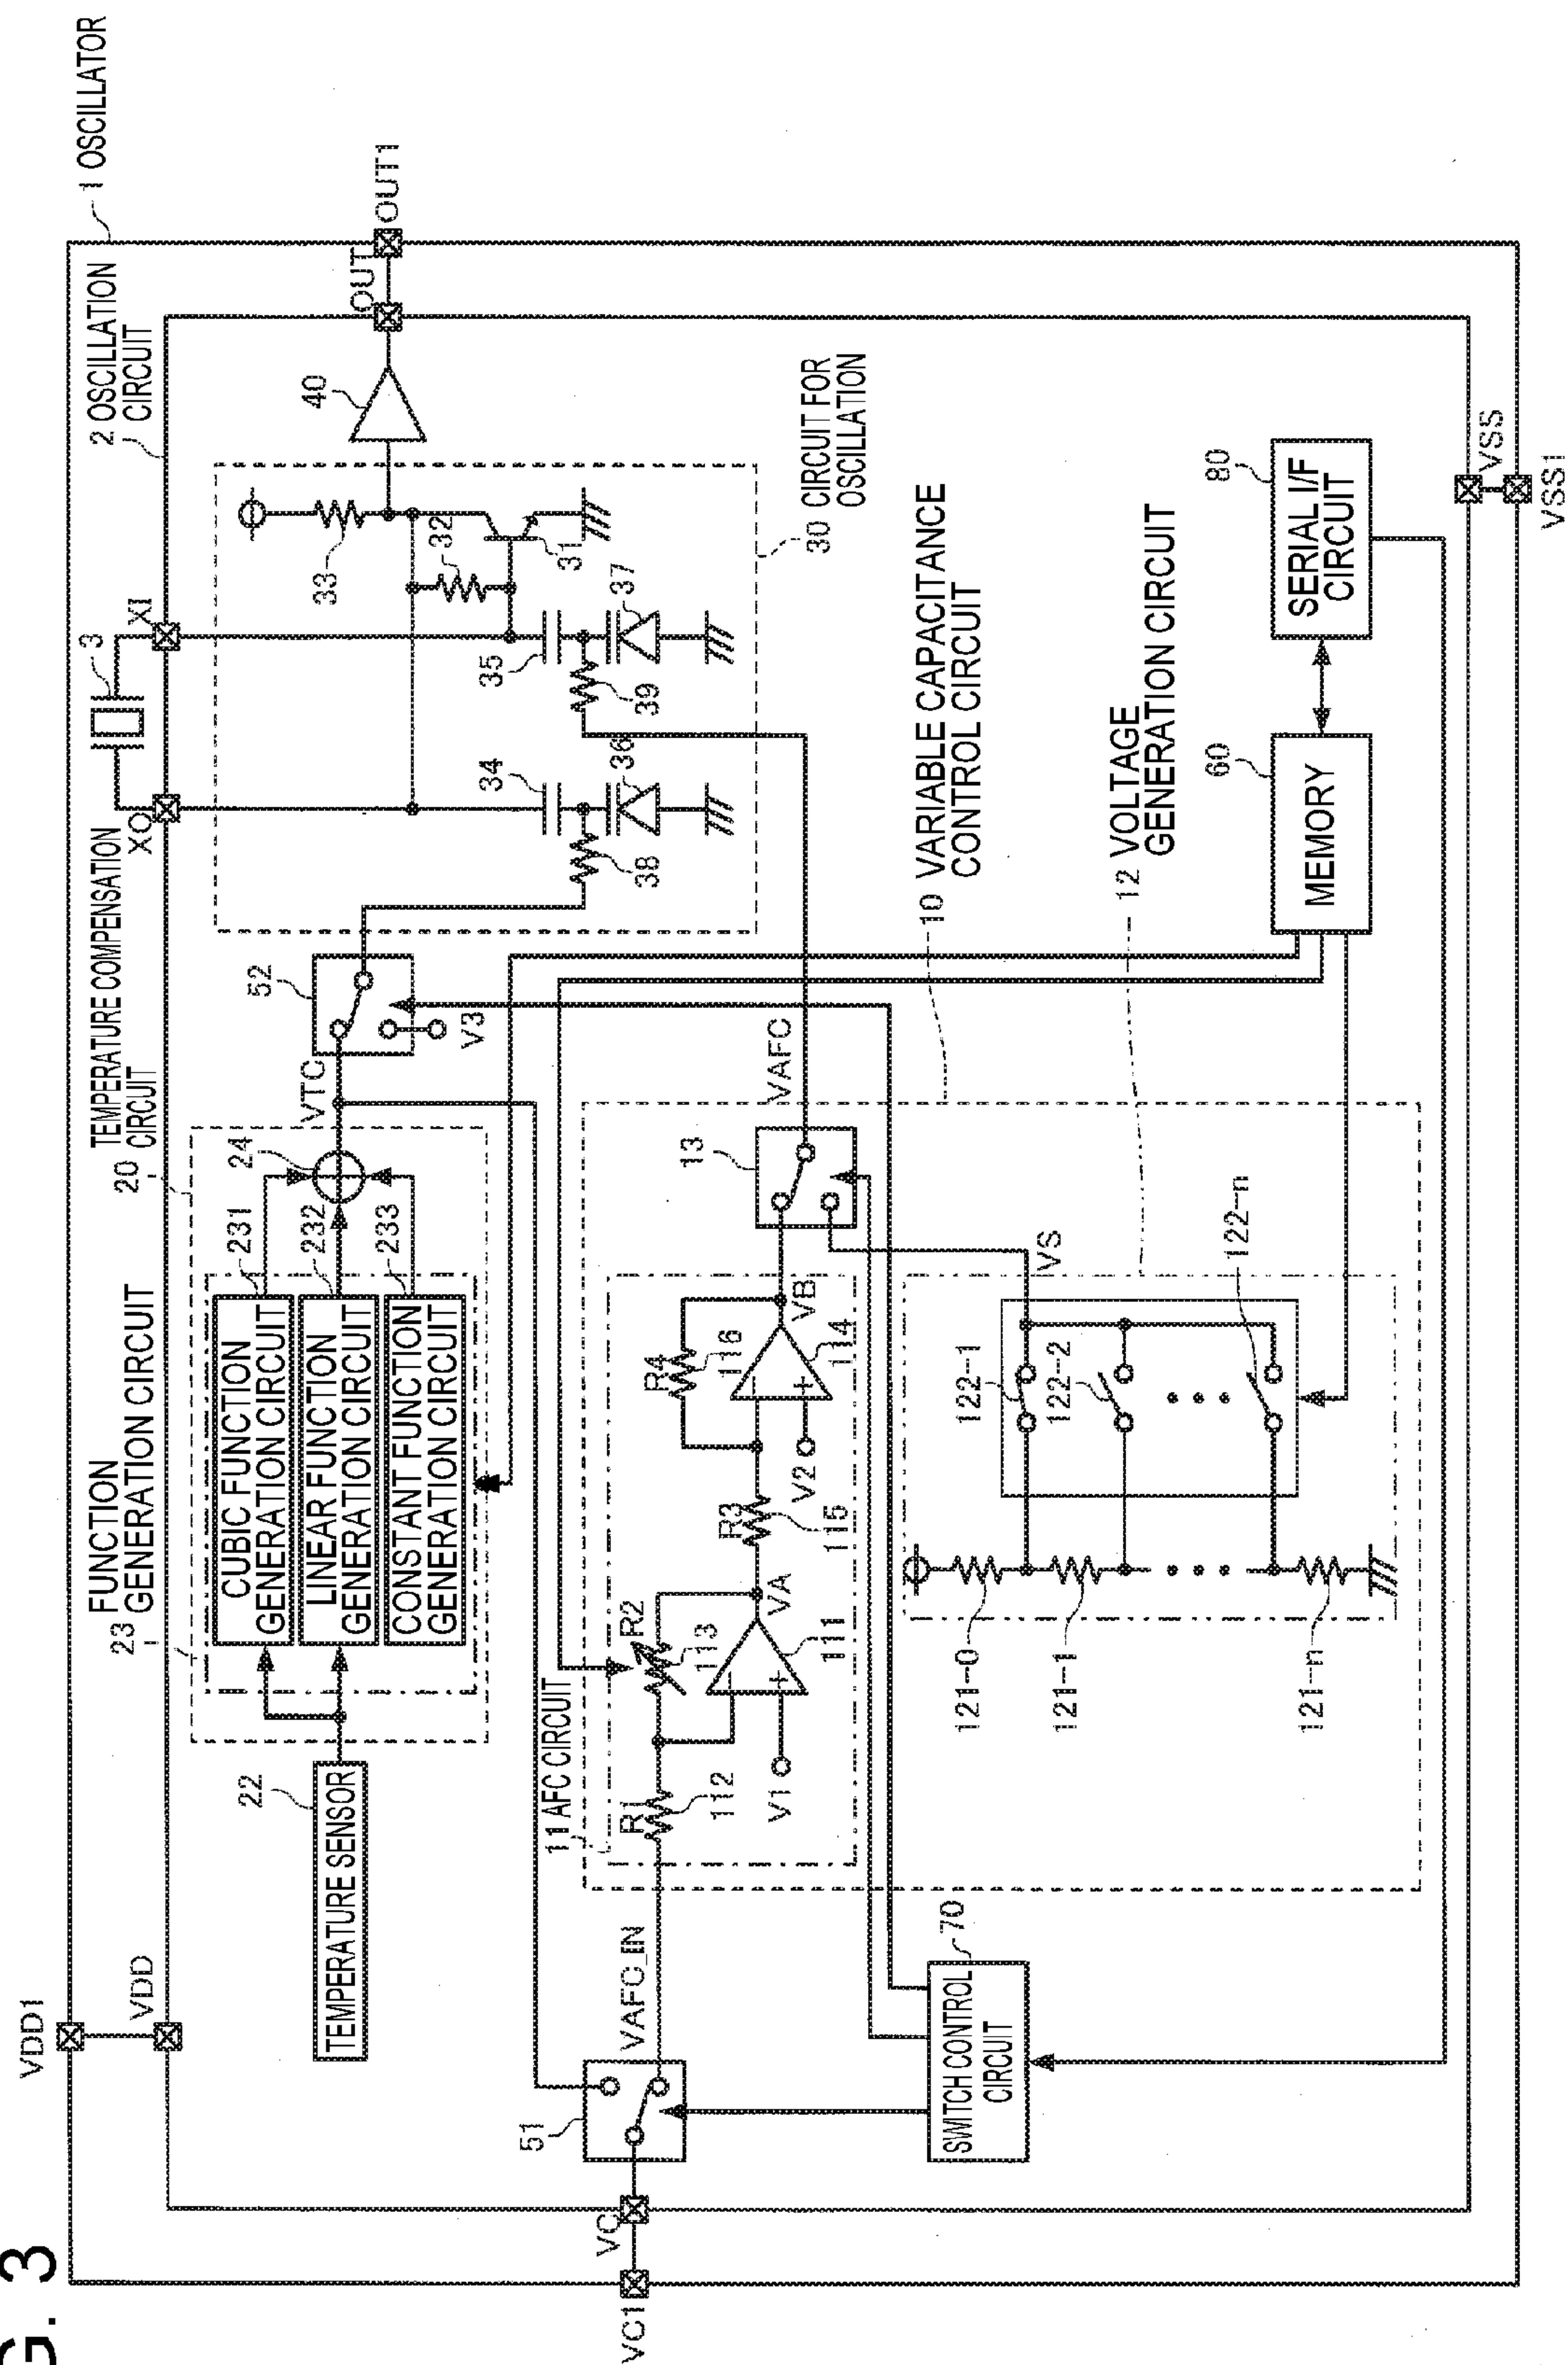 G. 3
1 OSCILLATOR
2 OSCILLATION
CIRCUIT
VDD1
VDD
23 FUNCTION
GENERATION CIRCUIT
20 TEMPERATURE COMPENSATION
CIRCUIT
XO
3
XI
22
TEMPERATURE SENSOR
CUBIC FUNCTION
GENERATION CIRCUIT
LINEAR FUNCTION
GENERATION CIRCUIT
CONSTANT FUNCTION
GENERATION CIRCUIT
231
232
233
24
VTC
52
V3
33
32
31
34
35
36
37
38
39
40
OUT
OUT1
30 CIRCUIT FOR
OSCILLATION
VC1
VC
51
VAFC_IN
11 AFC CIRCUIT
R1
112
R2
113
V1
−
+
111
VA
R3
115
R4
116
V2
−
+
114
VB
13
VAFC
10 VARIABLE CAPACITANCE
CONTROL CIRCUIT
12 VOLTAGE
GENERATION CIRCUIT
VS
121-0
121-1
121-n
122-1
122-2
122-n
70
SWITCH CONTROL
CIRCUIT
60
MEMORY
80
SERIAL I/F
CIRCUIT
VSS
VSS1